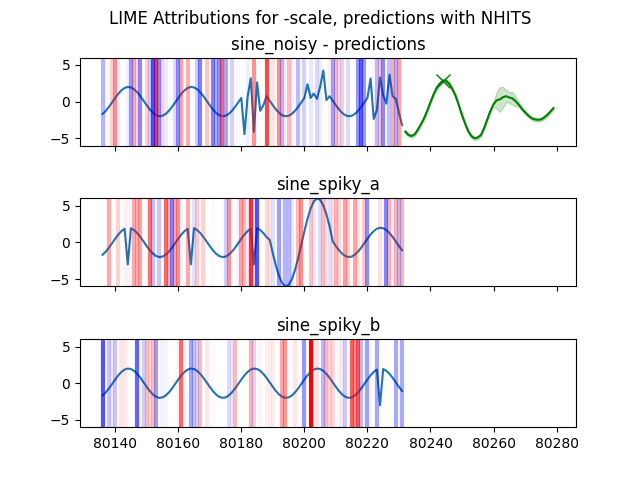 LIME Attributions for -scale, predictions with NHITS
sine_noisy - predictions
5
0
−5
sine_spiky_a
5
0
−5
sine_spiky_b
5
0
−5
80140 80160 80180 80200 80220 80240 80260 80280